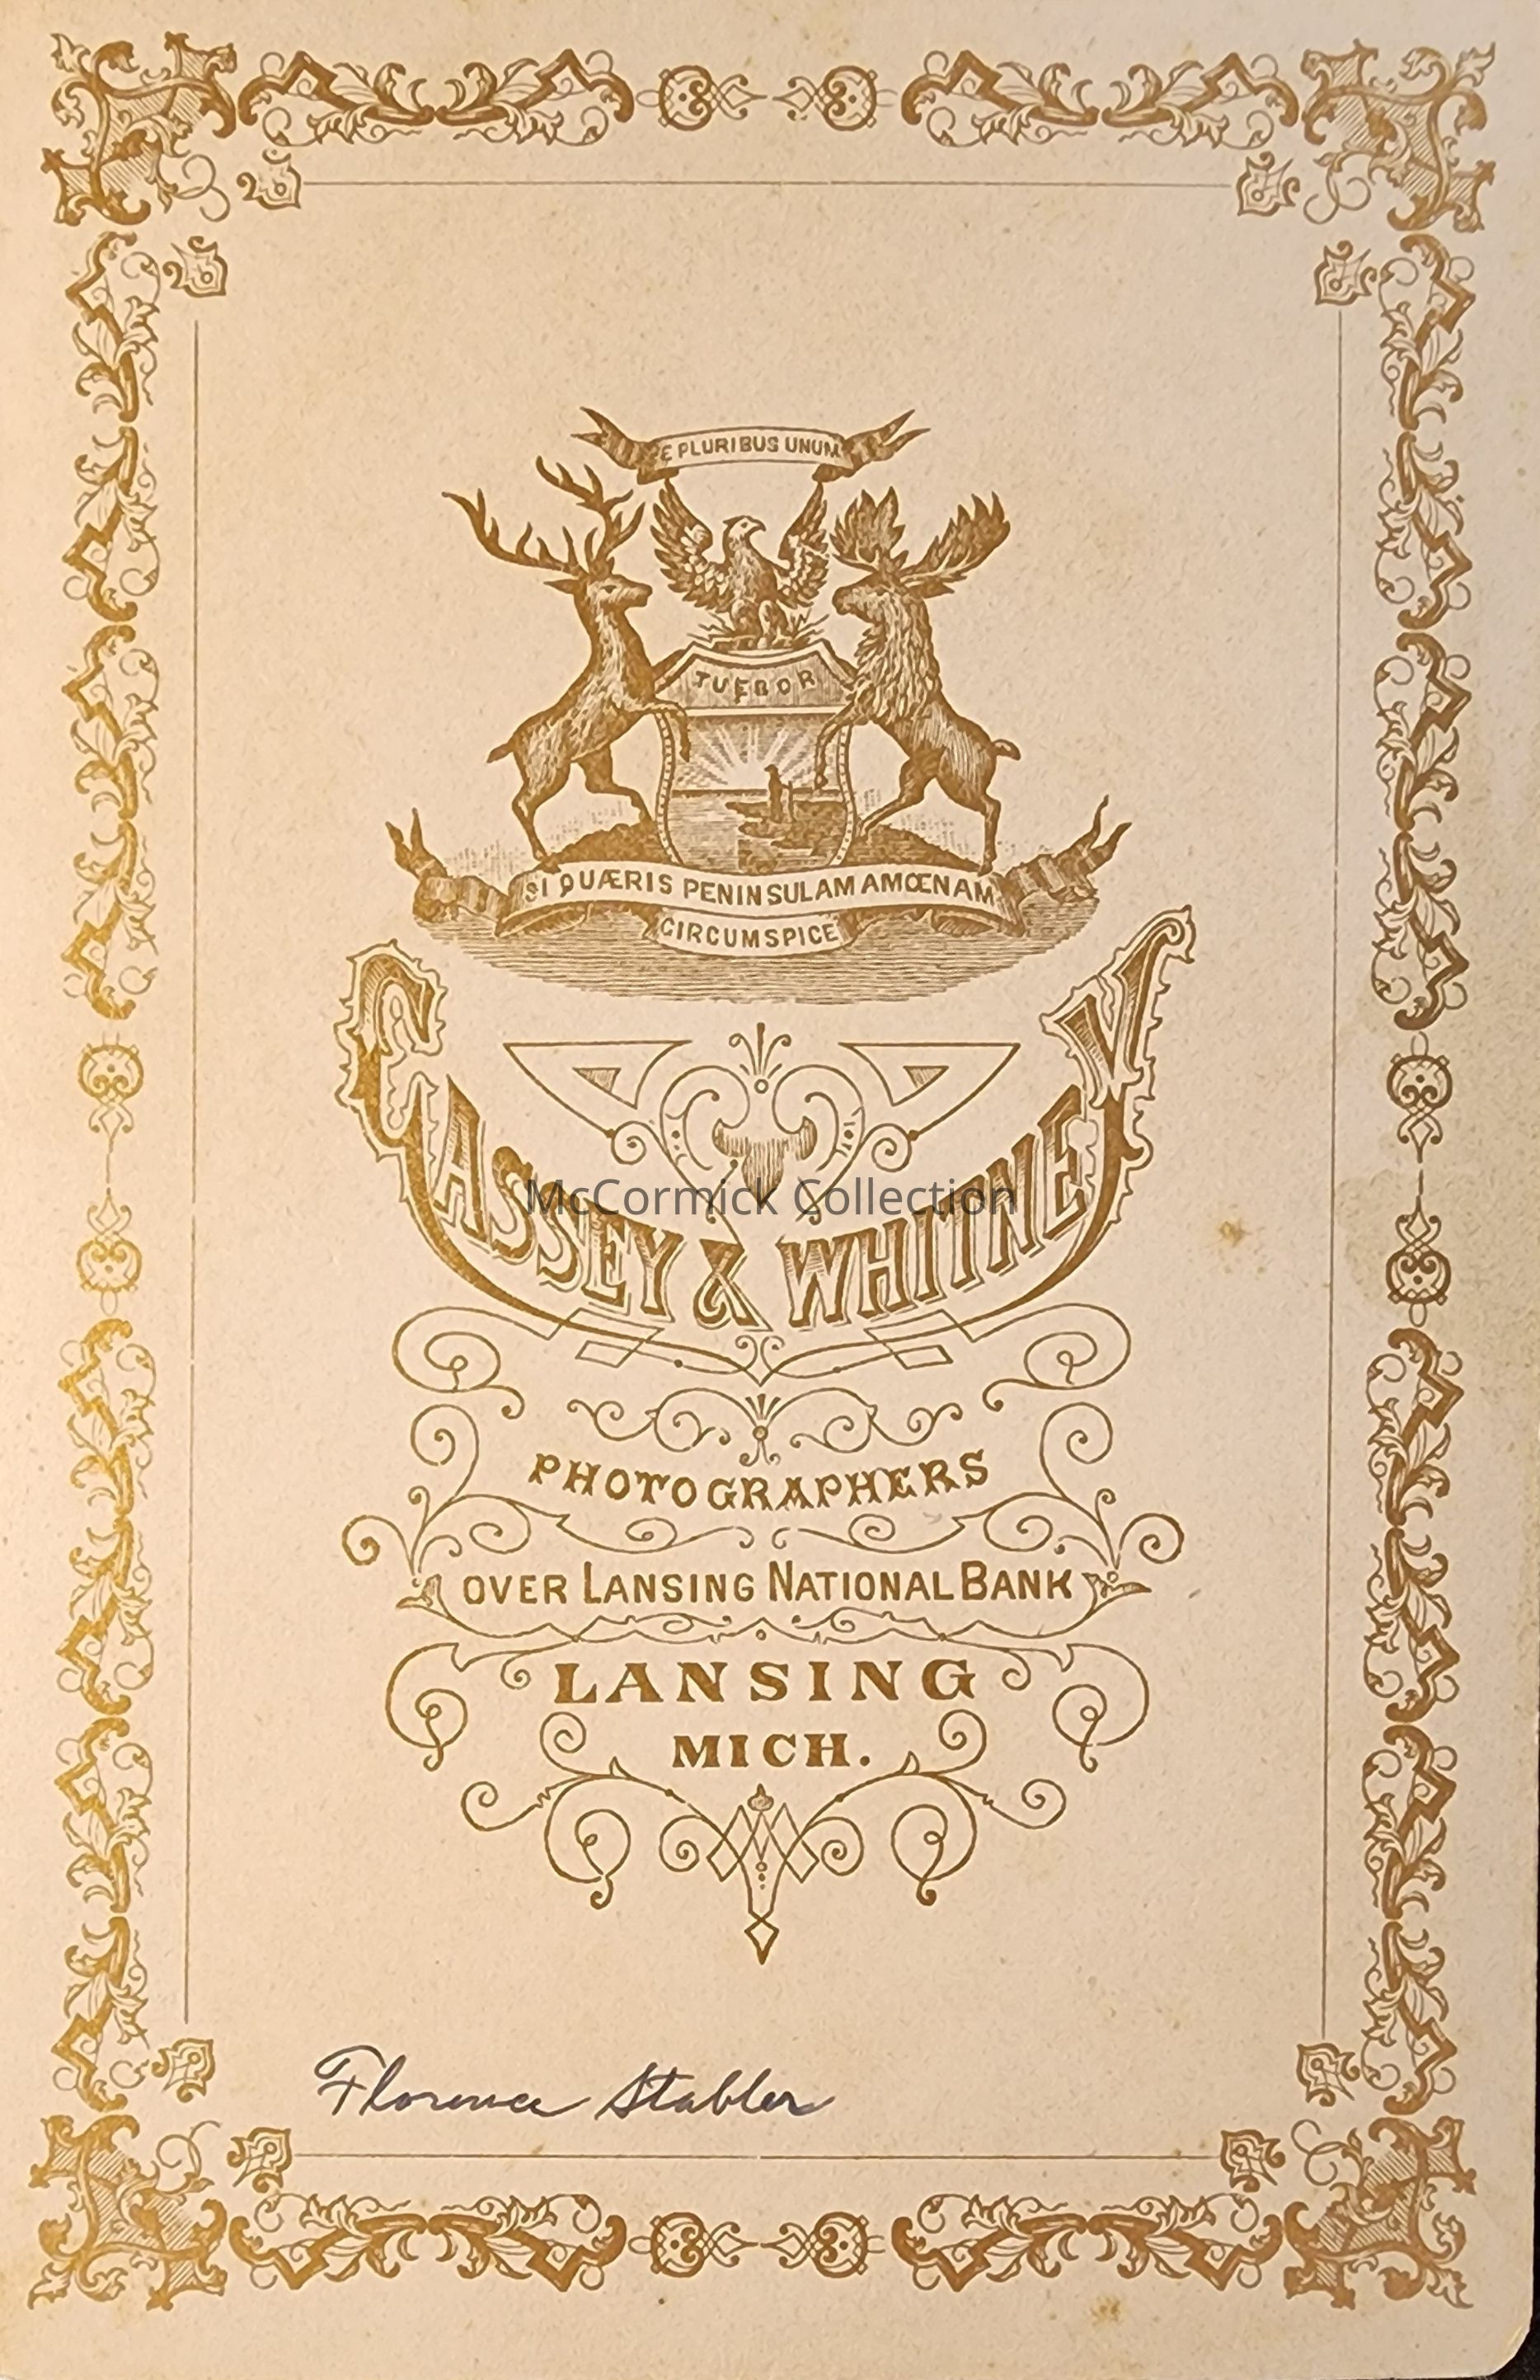 E PLURIBUS UNUM
TUEBOR
SI QUÆRIS PENINSULAM AMŒNAM
CIRCUMSPICE
CASSEY & WHITNEY
McCormick Collection
PHOTOGRAPHERS
OVER LANSING NATIONAL BANK
LANSING
MICH.
Florence Stabler